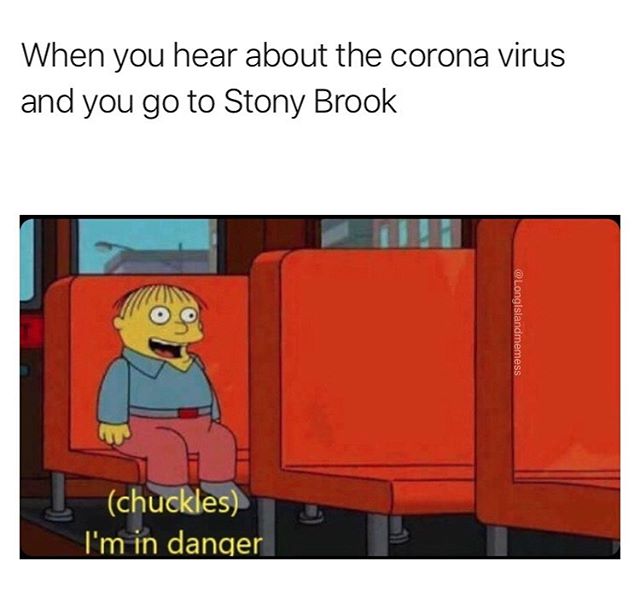 When you hear about the corona virus
and you go to Stony Brook
@Longislandmemess
(chuckles)
I'm in danger